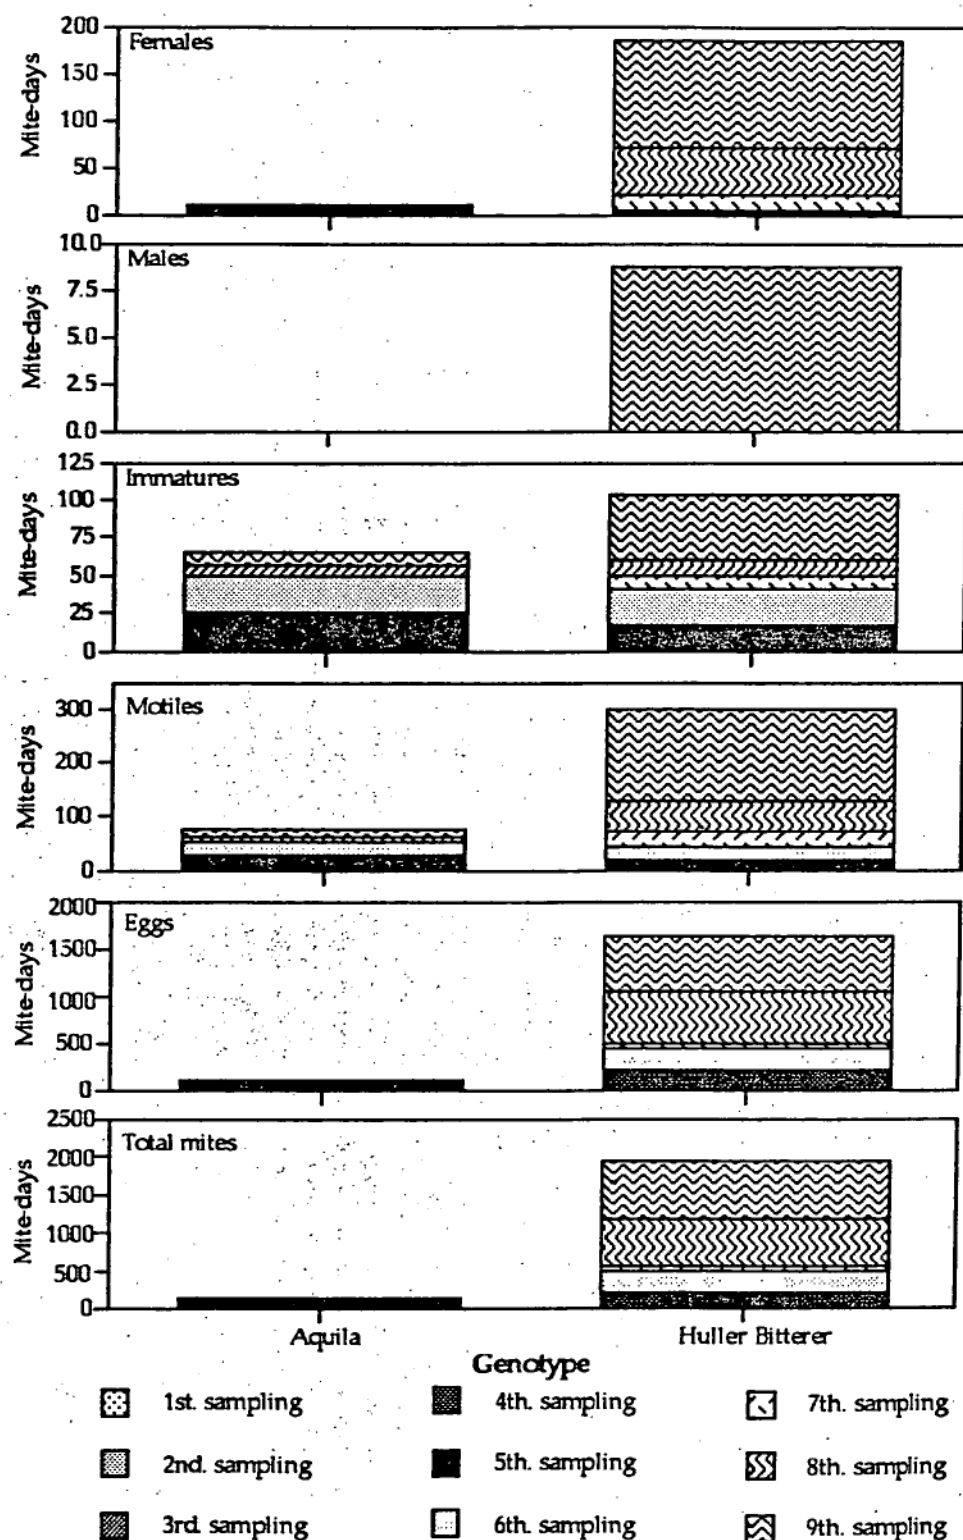 Females
Mite-days
200
150
100
50
0
Males
Mite-days
10.0
7.5
5.0
2.5
0.0
Immatures
Mite-days
125
100
75
50
25
0
Motiles
Mite-days
300
200
100
0
Eggs
Mite-days
2000
1500
1000
500
0
Total mites
Mite-days
2500
2000
1500
1000
500
0
Aquila Huller Bitterer
Genotype
1st. sampling 4th. sampling 7th. sampling
2nd. sampling 5th. sampling 8th. sampling
3rd sampling 6th. sampling 9th. sampling